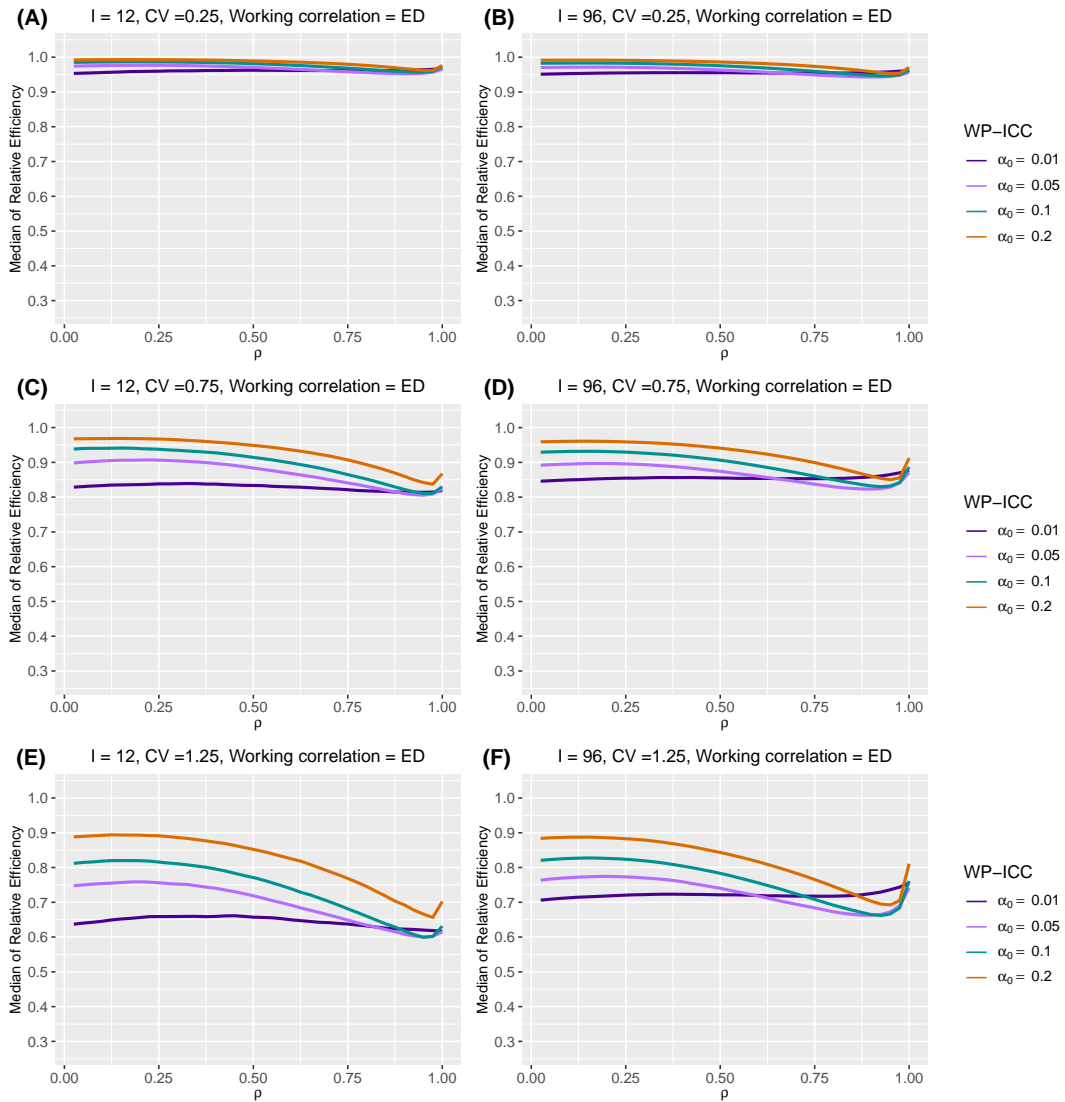 (A) I = 12, CV =0.25, Working correlation = ED
(B) I = 96, CV =0.25, Working correlation = ED
Median of Relative Efficiency
1.0
0.9
0.8
0.7
0.6
0.5
0.4
0.3
0.00 0.25 0.50 0.75 1.00
ρ
Median of Relative Efficiency
1.0
0.9
0.8
0.7
0.6
0.5
0.4
0.3
0.00 0.25 0.50 0.75 1.00
ρ
WP−ICC
α₀ = 0.01
α₀ = 0.05
α₀ = 0.1
α₀ = 0.2
(C) I = 12, CV =0.75, Working correlation = ED
(D) I = 96, CV =0.75, Working correlation = ED
Median of Relative Efficiency
1.0
0.9
0.8
0.7
0.6
0.5
0.4
0.3
0.00 0.25 0.50 0.75 1.00
ρ
Median of Relative Efficiency
1.0
0.9
0.8
0.7
0.6
0.5
0.4
0.3
0.00 0.25 0.50 0.75 1.00
ρ
WP−ICC
α₀ = 0.01
α₀ = 0.05
α₀ = 0.1
α₀ = 0.2
(E) I = 12, CV =1.25, Working correlation = ED
(F) I = 96, CV =1.25, Working correlation = ED
Median of Relative Efficiency
1.0
0.9
0.8
0.7
0.6
0.5
0.4
0.3
0.00 0.25 0.50 0.75 1.00
ρ
Median of Relative Efficiency
1.0
0.9
0.8
0.7
0.6
0.5
0.4
0.3
0.00 0.25 0.50 0.75 1.00
ρ
WP−ICC
α₀ = 0.01
α₀ = 0.05
α₀ = 0.1
α₀ = 0.2